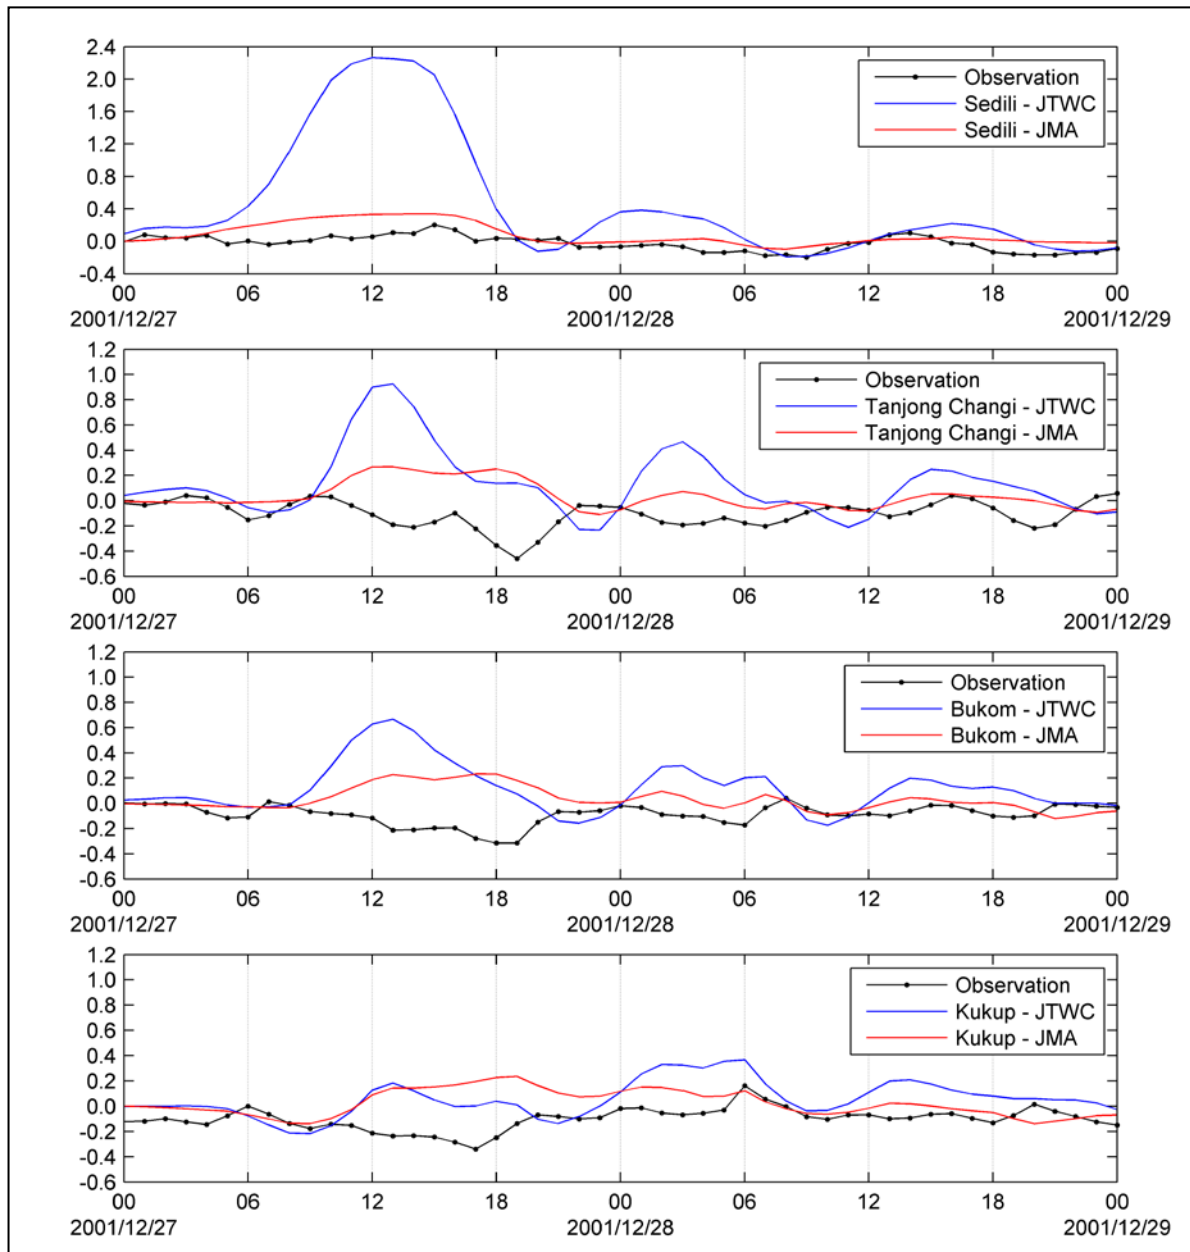 2.4
2.0
1.6
1.2
0.8
0.4
0.0
-0.4
Observation
Sedili - JTWC
Sedili - JMA
00 06 12 18 00 06 12 18 00
2001/12/27 2001/12/28 2001/12/29
1.2
1.0
0.8
0.6
0.4
0.2
0.0
-0.2
-0.4
-0.6
Observation
Tanjong Changi - JTWC
Tanjong Changi - JMA
00 06 12 18 00 06 12 18 00
2001/12/27 2001/12/28 2001/12/29
1.2
1.0
0.8
0.6
0.4
0.2
0.0
-0.2
-0.4
-0.6
Observation
Bukom - JTWC
Bukom - JMA
00 06 12 18 00 06 12 18 00
2001/12/27 2001/12/28 2001/12/29
1.2
1.0
0.8
0.6
0.4
0.2
0.0
-0.2
-0.4
-0.6
Observation
Kukup - JTWC
Kukup - JMA
00 06 12 18 00 06 12 18 00
2001/12/27 2001/12/28 2001/12/29